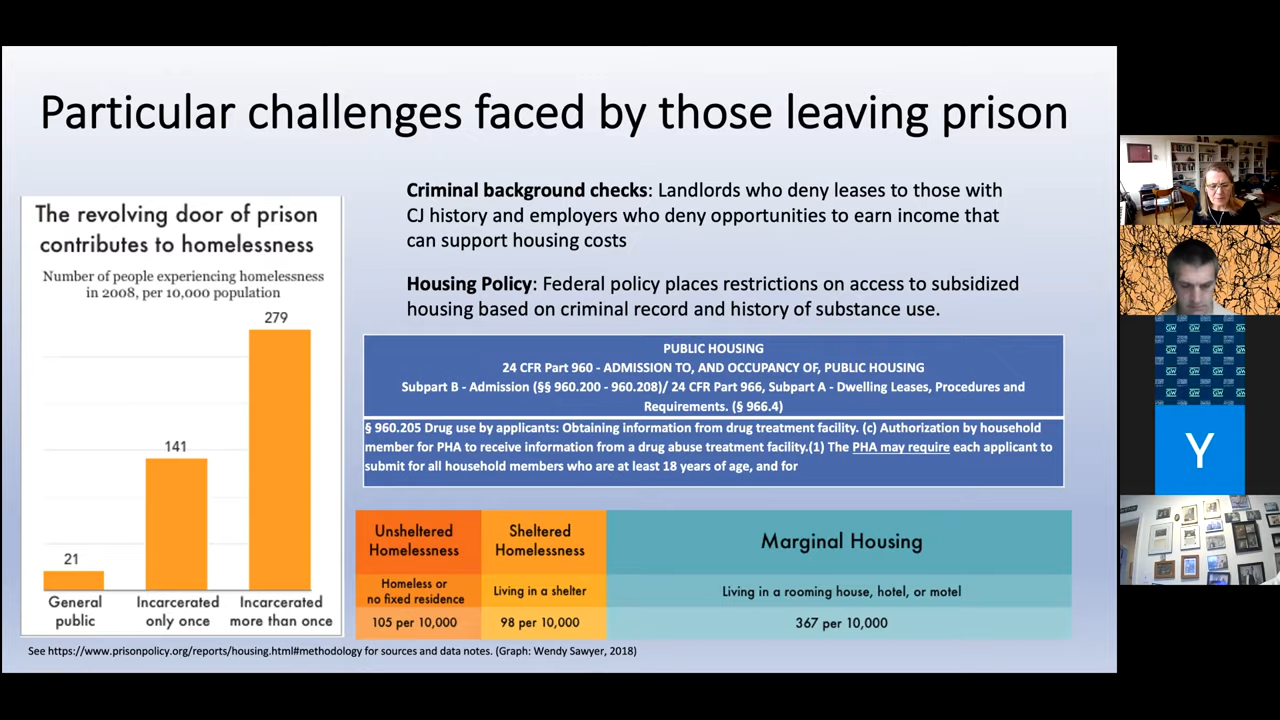 Particular challenges faced by those leaving prison
The revolving door of prison
contributes to homelessness
Number of people experiencing homelessness
in 2008, per 10,000 population
279
141
21
General
public
Incarcerated
only once
Incarcerated
more than once
Criminal background checks: Landlords who deny leases to those with
CJ history and employers who deny opportunities to earn income that
can support housing costs
Housing Policy: Federal policy places restrictions on access to subsidized
housing based on criminal record and history of substance use.
PUBLIC HOUSING
24 CFR Part 960 - ADMISSION TO, AND OCCUPANCY OF, PUBLIC HOUSING
Subpart B - Admission (§§ 960.200 - 960.208)/ 24 CFR Part 966, Subpart A - Dwelling Leases, Procedures and
Requirements. (§ 966.4)
§ 960.205 Drug use by applicants: Obtaining information from drug treatment facility. (c) Authorization by household
member for PHA to receive information from a drug abuse treatment facility.(1) The PHA may require each applicant to
submit for all household members who are at least 18 years of age, and for
Unsheltered
Homelessness
Sheltered
Homelessness
Marginal Housing
Homeless or
no fixed residence
Living in a shelter
Living in a rooming house, hotel, or motel
105 per 10,000
98 per 10,000
367 per 10,000
See https://www.prisonpolicy.org/reports/housing.html#methodology for sources and data notes. (Graph: Wendy Sawyer, 2018)
GW
GW
GW
GW
GW
GW
Y